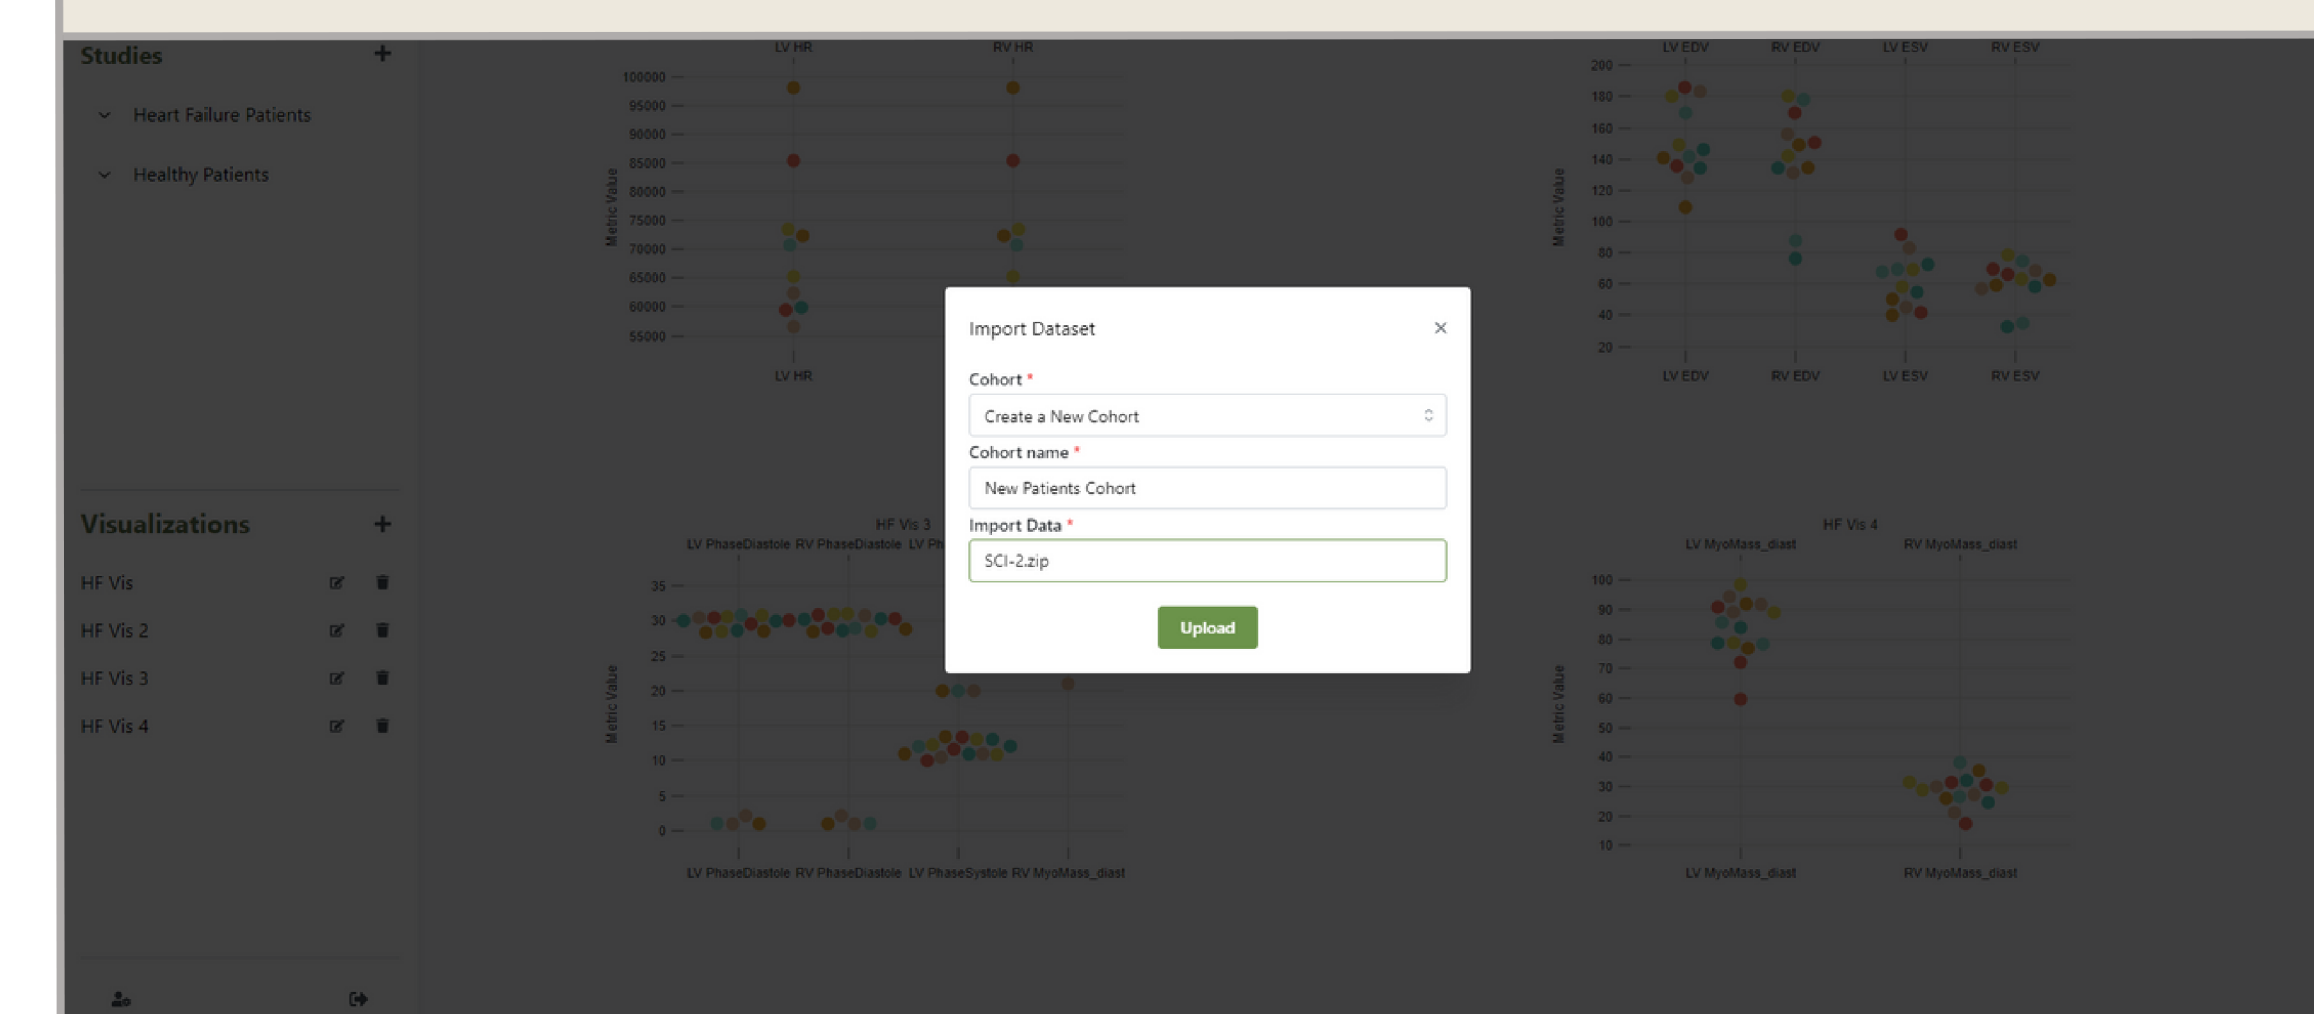 Studies +
Heart Failure Patients
Healthy Patients
Visualizations +
HF Vis
HF Vis 2
HF Vis 3
HF Vis 4
LV HR RV HR
100000
95000
90000
85000
80000
75000
70000
65000
60000
55000
Metric Value
LV HR
LV EDV RV EDV LV ESV RV ESV
200
180
160
140
120
100
80
60
40
20
Metric Value
LV EDV RV EDV LV ESV RV ESV
Import Dataset
Cohort *
Create a New Cohort
Cohort name *
New Patients Cohort
Import Data *
SCI-2.zip
Upload
HF Vis 3
LV PhaseDiastole RV PhaseDiastole LV Ph
35
30
25
20
15
10
5
0
Metric Value
LV PhaseDiastole RV PhaseDiastole LV PhaseSystole RV MyoMass_diast
HF Vis 4
LV MyoMass_diast RV MyoMass_diast
100
90
80
70
60
50
40
30
20
10
Metric Value
LV MyoMass_diast RV MyoMass_diast